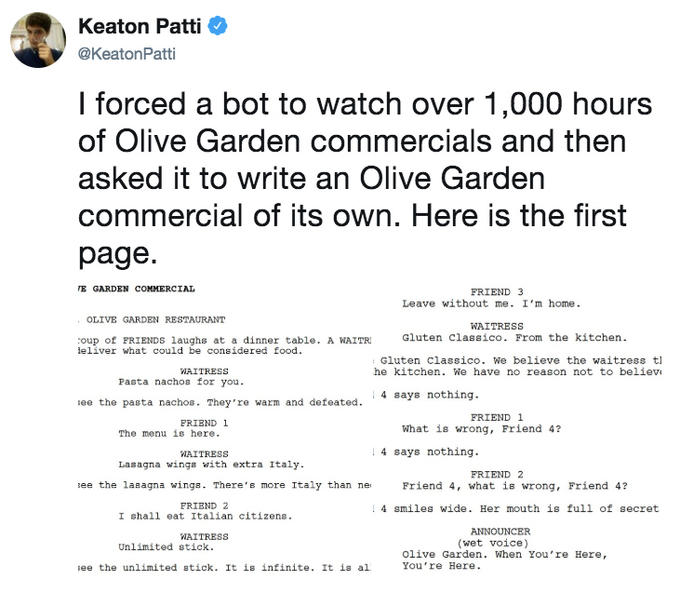 Keaton Patti
@KeatonPatti
I forced a bot to watch over 1,000 hours
of Olive Garden commercials and then
asked it to write an Olive Garden
commercial of its own. Here is the first
page.
GARDEN COMMERCIAL
OLIVE GARDEN RESTAURANT
of FRIENDS laughs at a dinner table. A
what could be considered food.
WAITRESS
Pasta nachos for you.
the pasta nachos. They're warm and defeated.
FRIEND 1
The menu is here.
WAITRESS
Lasagna wings with extra Italy.
the lasagna wings. There's more Italy than
FRIEND 2
I shall eat Italian citizens.
WAITRESS
Unlimited stick.
the unlimited stick. It is infinite. It is
FRIEND 3
Leave without me. I'm home.
WAITRESS
Gluten Classico. From the kitchen.
Gluten Classico. We believe the waitress
kitchen. We have no reason not to
4 says nothing.
FRIEND 1
What is wrong, Friend 4?
4 says nothing.
FRIEND 2
Friend 4, what is wrong, Friend 4?
4 smiles wide. Her mouth is full of secret
ANNOUNCER
(wet voice)
Olive Garden. When You're Here,
You're Here.